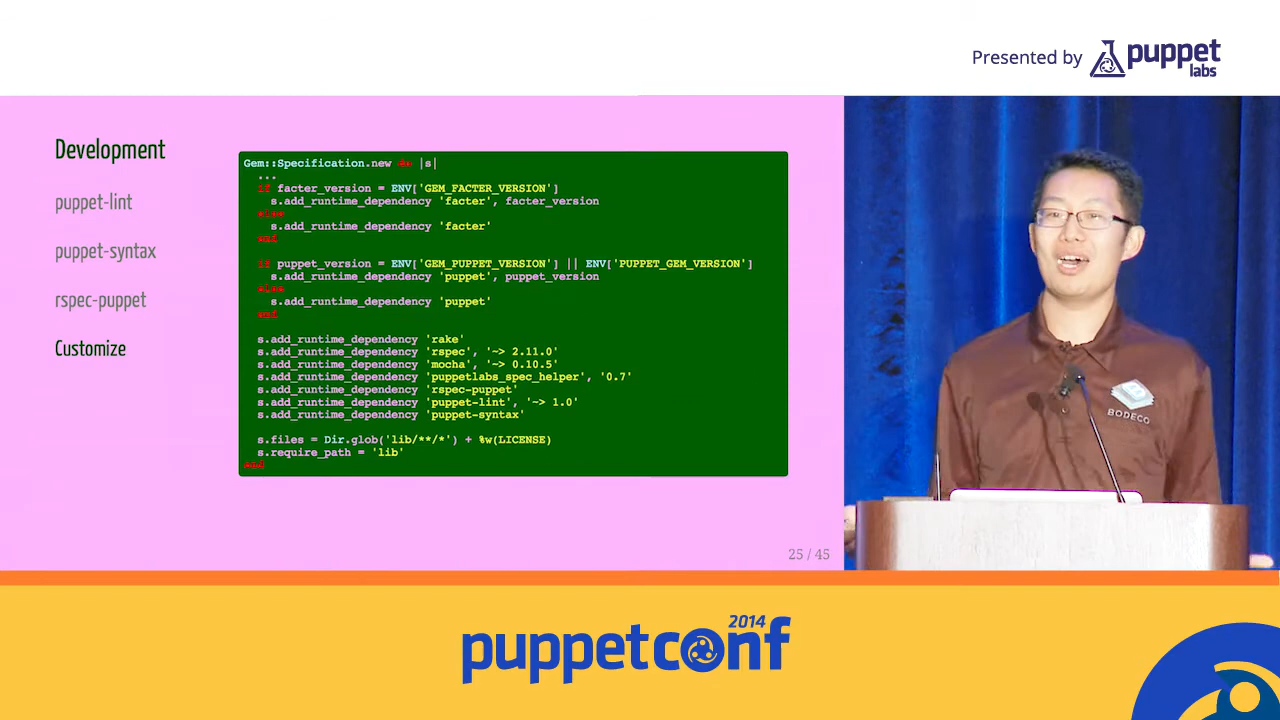 Presented by puppet labs
Development
puppet-lint
puppet-syntax
rspec-puppet
Customize
Gem::Specification.new do |s|
...
if facter_version = ENV['GEM_FACTER_VERSION']
s.add_runtime_dependency 'facter', facter_version
else
s.add_runtime_dependency 'facter'
end
if puppet_version = ENV['GEM_PUPPET_VERSION'] || ENV['PUPPET_GEM_VERSION']
s.add_runtime_dependency 'puppet', puppet_version
else
s.add_runtime_dependency 'puppet'
end
s.add_runtime_dependency 'rake'
s.add_runtime_dependency 'rspec', '~> 2.11.0'
s.add_runtime_dependency 'mocha', '~> 0.10.5'
s.add_runtime_dependency 'puppetlabs_spec_helper', '0.7'
s.add_runtime_dependency 'rspec-puppet'
s.add_runtime_dependency 'puppet-lint', '~> 1.0'
s.add_runtime_dependency 'puppet-syntax'
s.files = Dir.glob('lib/**/*') + %w(LICENSE)
s.require_path = 'lib'
end
25 / 45
BODECO
puppetconf 2014